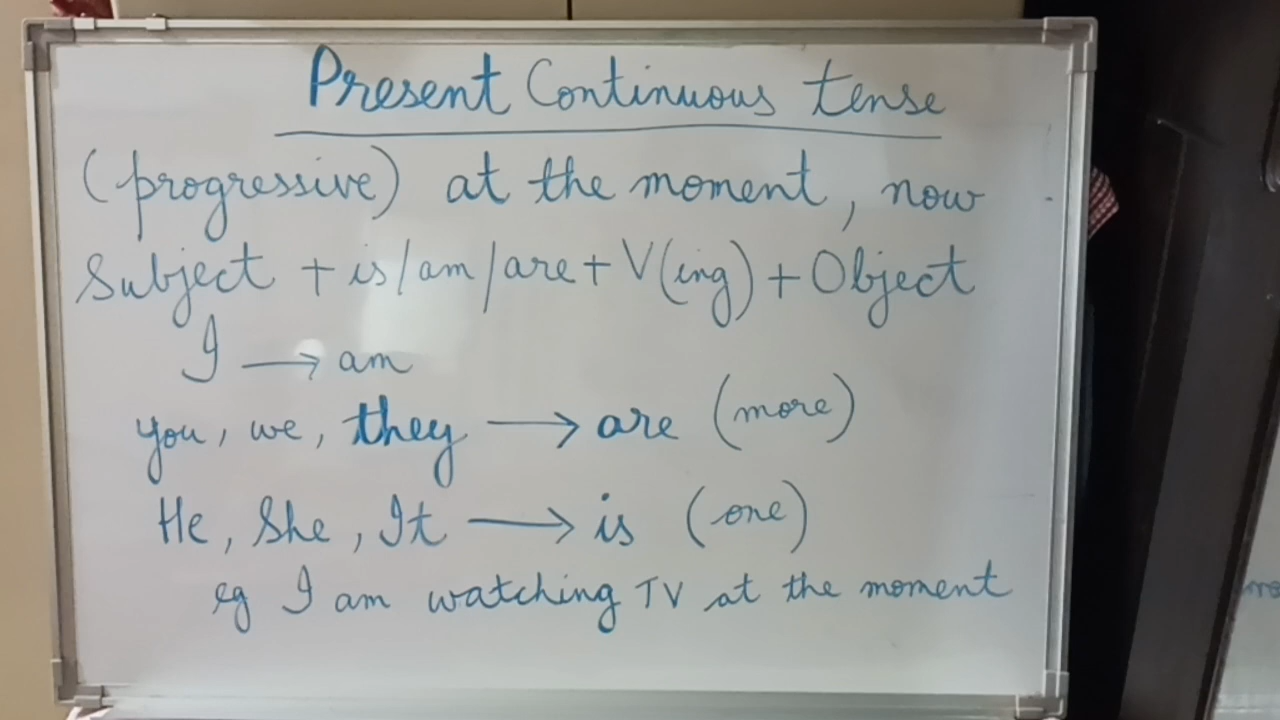 Present Continuous tense
(progressive) at the moment, now
Subject + is/am/are + V(ing) + Object
I → am
you, we, they → are (more)
He, She, It → is (one)
eg I am watching TV at the moment